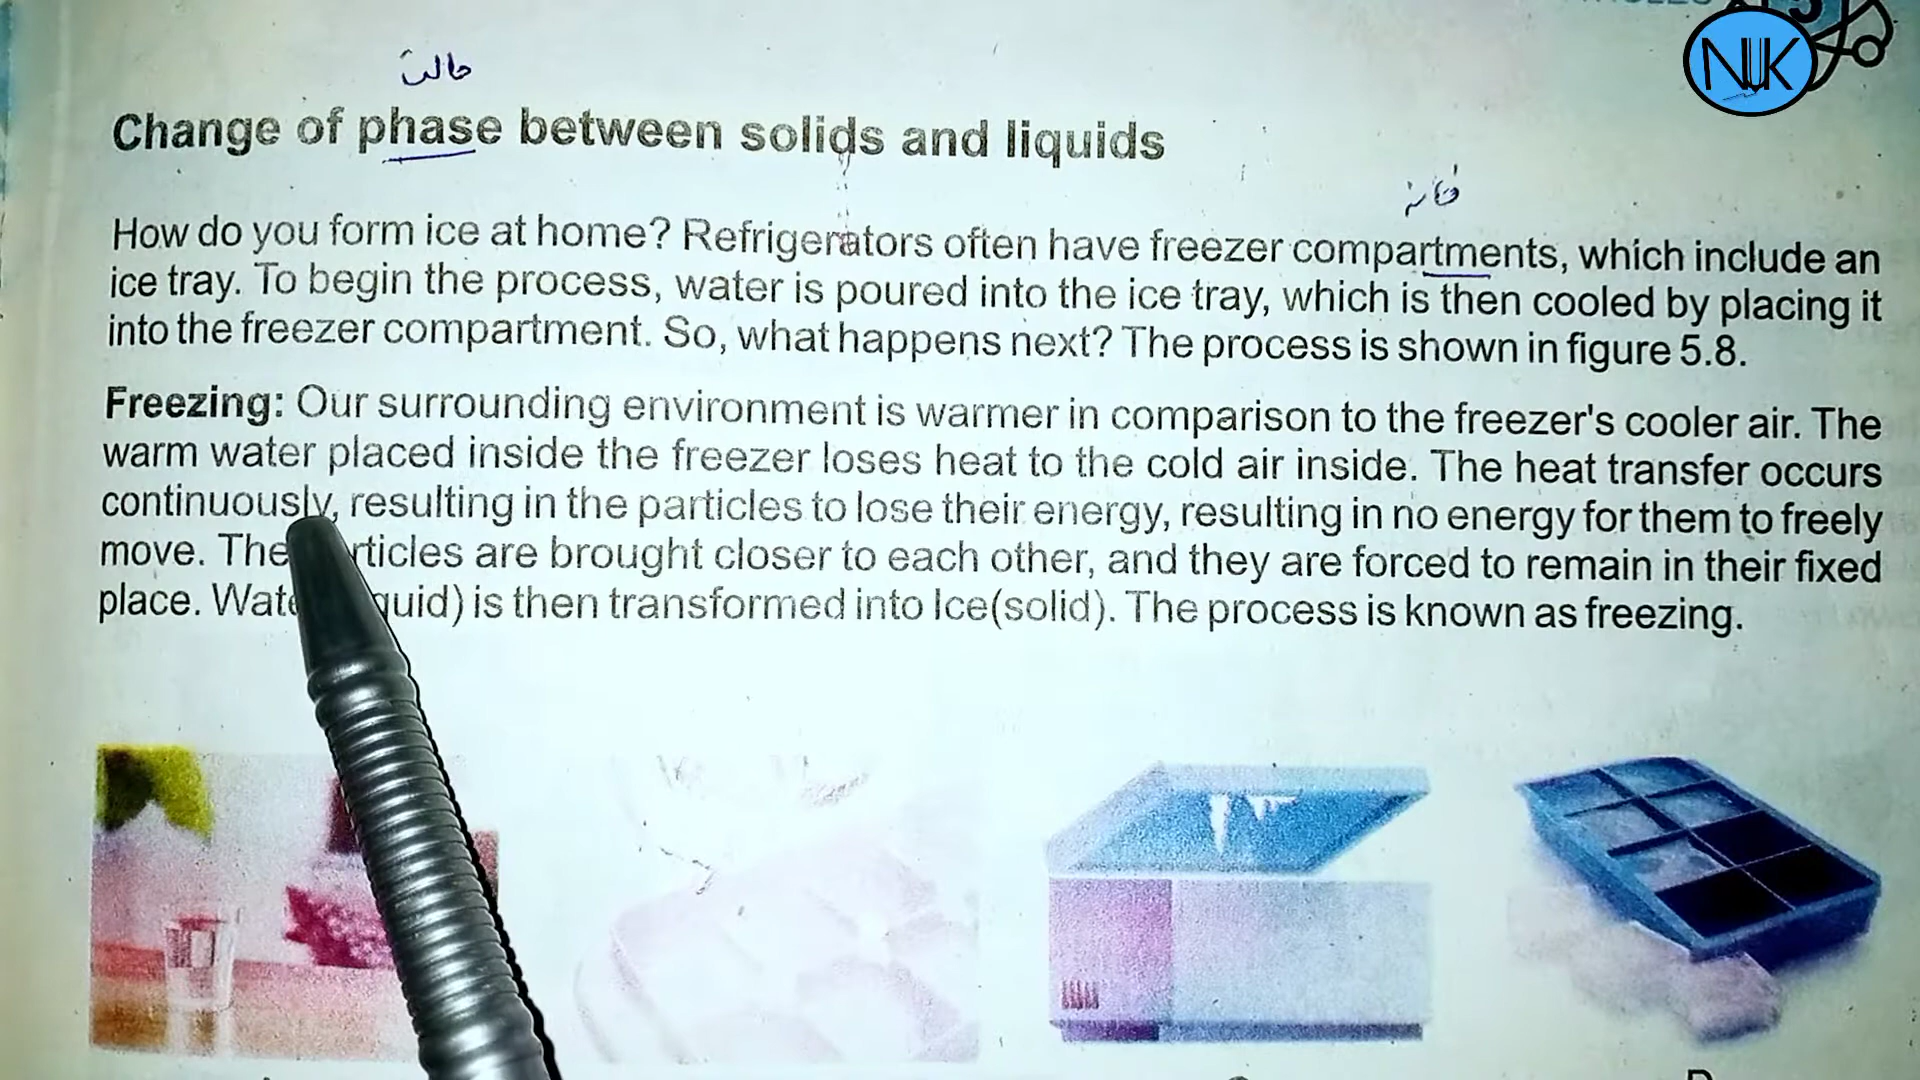 NUK
حالت
Change of phase between solids and liquids
خانہ
How do you form ice at home? Refrigerators often have freezer compartments, which include an
ice tray. To begin the process, water is poured into the ice tray, which is then cooled by placing it
into the freezer compartment. So, what happens next? The process is shown in figure 5.8.
Freezing: Our surrounding environment is warmer in comparison to the freezer's cooler air. The
warm water placed inside the freezer loses heat to the cold air inside. The heat transfer occurs
continuously, resulting in the particles to lose their energy, resulting in no energy for them to freely
move. The rticles are brought closer to each other, and they are forced to remain in their fixed
place. Wate quid) is then transformed into Ice(solid). The process is known as freezing.